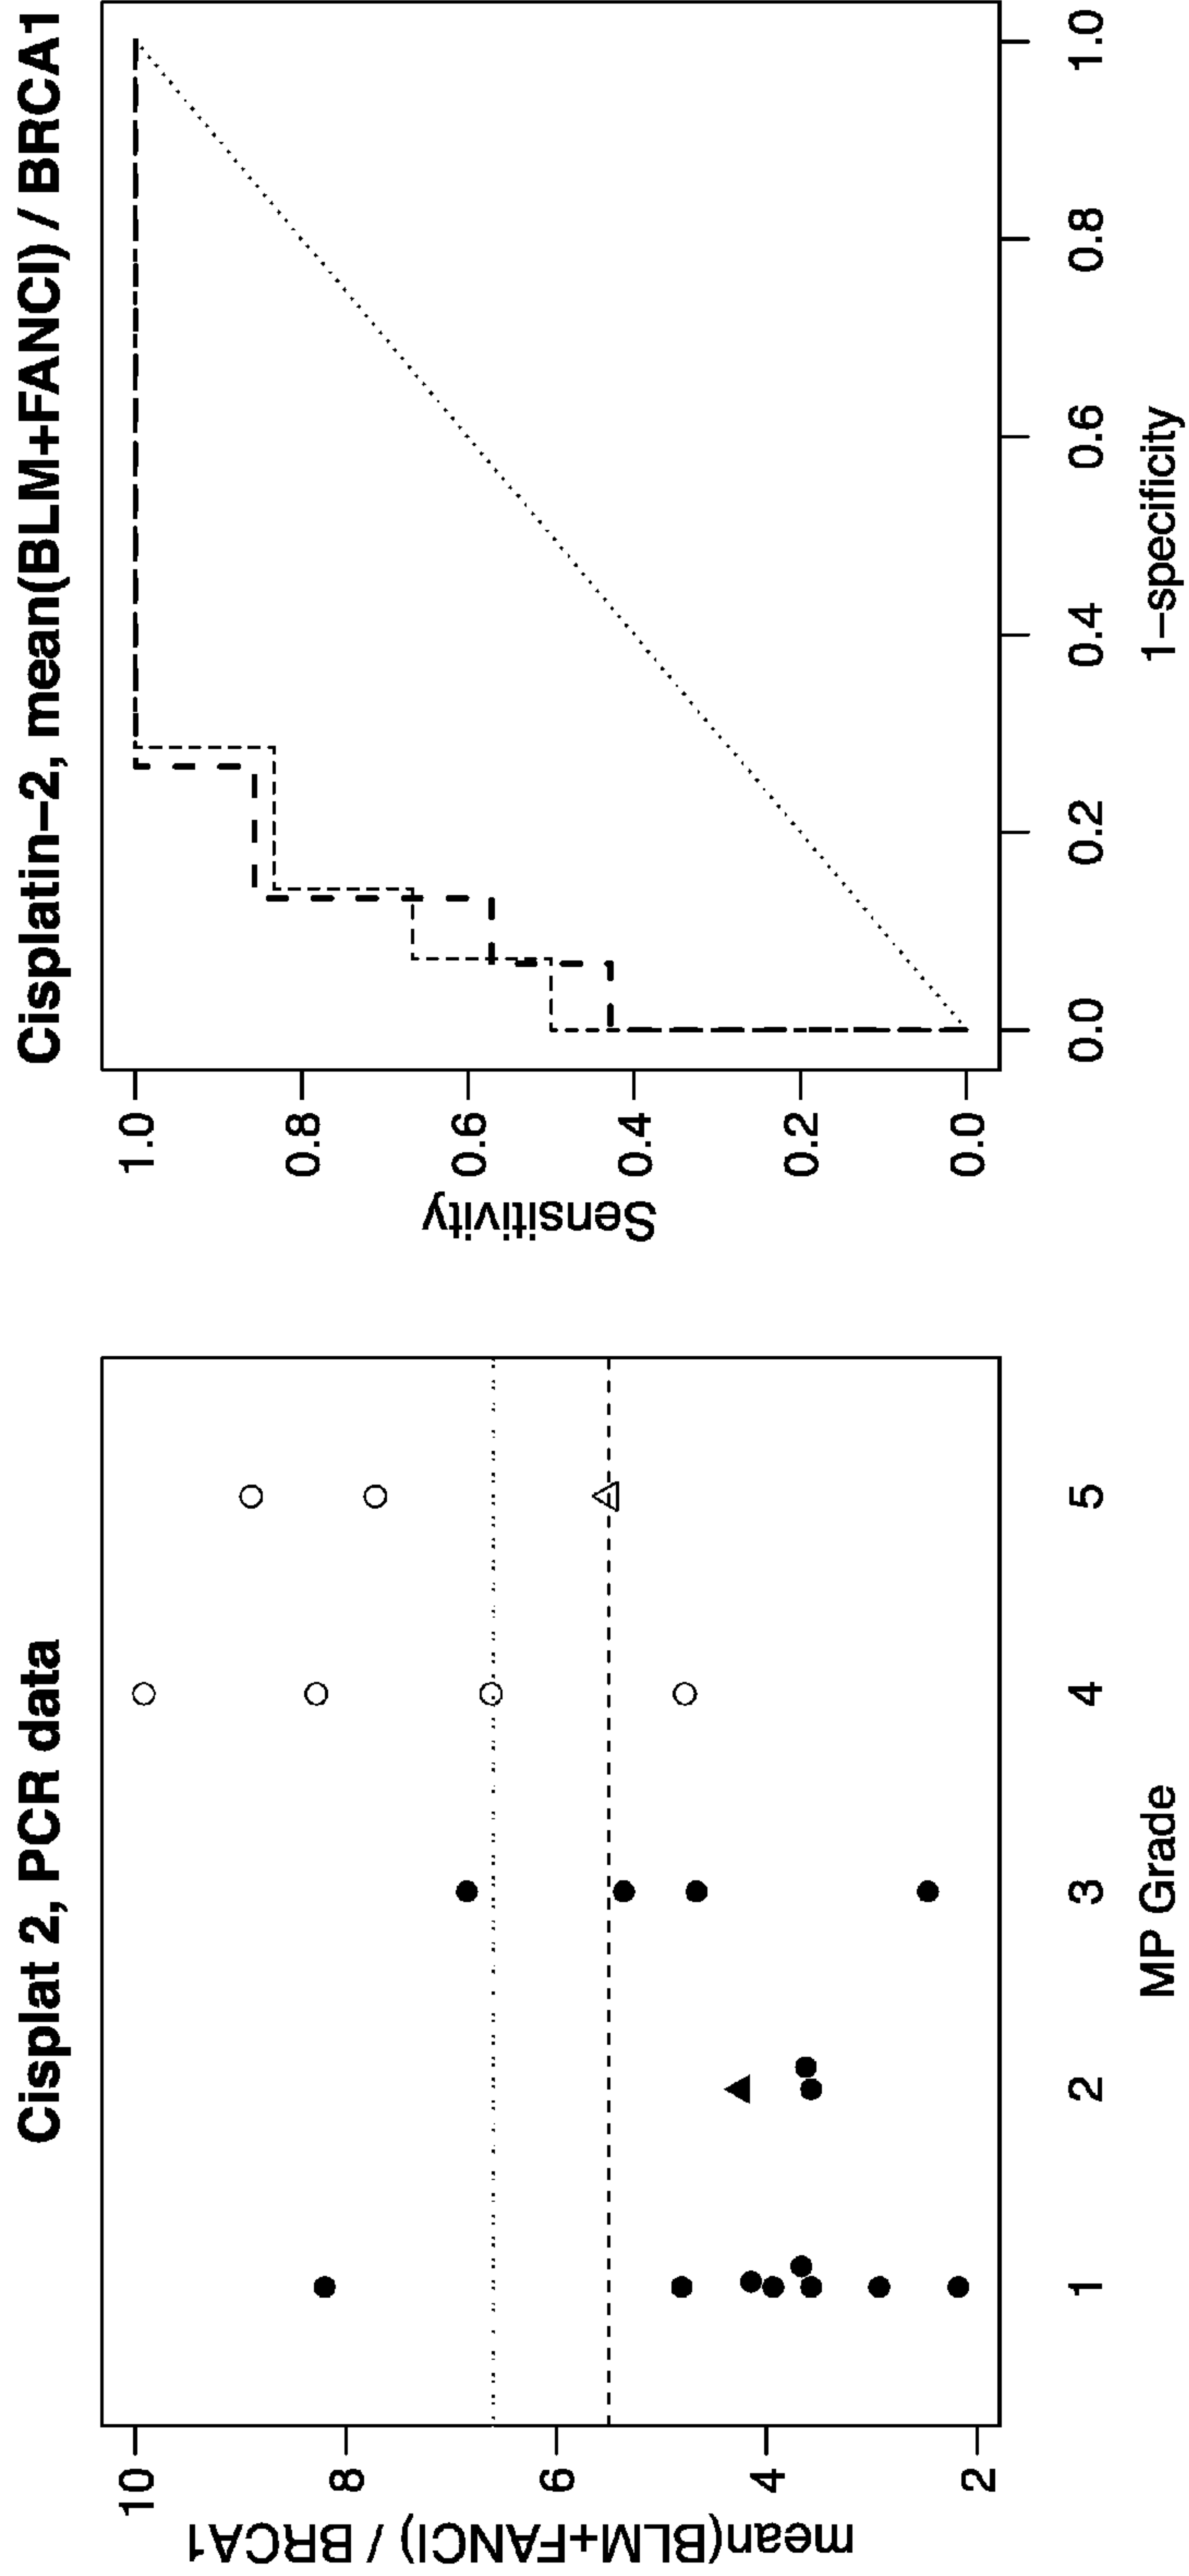 Cisplat 2, PCR data
mean(BLM+FANCI) / BRCA1
10
8
6
4
2
1 2 3 4 5
MP Grade
Cisplatin−2, mean(BLM+FANCI) / BRCA1
Sensitivity
1.0
0.8
0.6
0.4
0.2
0.0
0.0 0.2 0.4 0.6 0.8 1.0
1−specificity